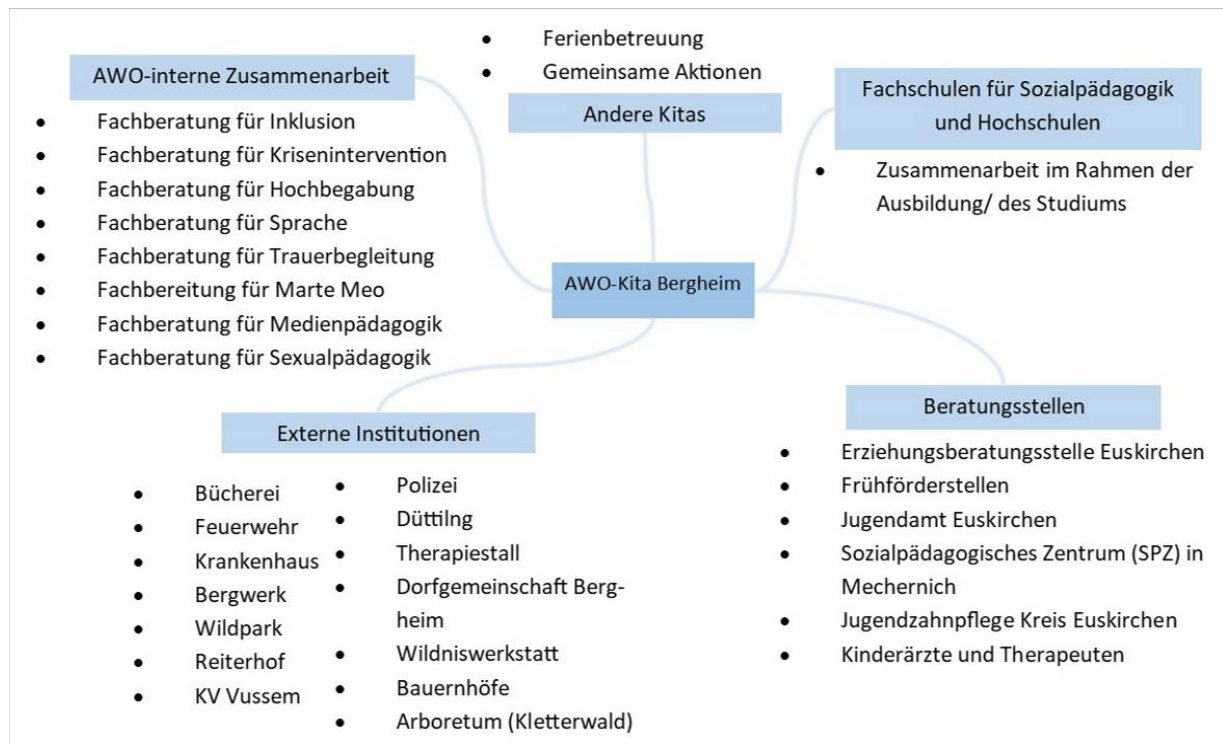 AWO-interne Zusammenarbeit
• Fachberatung für Inklusion
• Fachberatung für Krisenintervention
• Fachberatung für Hochbegabung
• Fachberatung für Sprache
• Fachberatung für Trauerbegleitung
• Fachbereitung für Marte Meo
• Fachberatung für Medienpädagogik
• Fachberatung für Sexualpädagogik
• Ferienbetreuung
• Gemeinsame Aktionen
Andere Kitas
Fachschulen für Sozialpädagogik
und Hochschulen
• Zusammenarbeit im Rahmen der
Ausbildung/ des Studiums
AWO-Kita Bergheim
Externe Institutionen
• Bücherei
• Feuerwehr
• Krankenhaus
• Bergwerk
• Wildpark
• Reiterhof
• KV Vussem
• Polizei
• Düttilng
• Therapiestall
• Dorfgemeinschaft Berg-
heim
• Wildniswerkstatt
• Bauernhöfe
• Arboretum (Kletterwald)
Beratungsstellen
• Erziehungsberatungsstelle Euskirchen
• Frühförderstellen
• Jugendamt Euskirchen
• Sozialpädagogisches Zentrum (SPZ) in
Mechernich
• Jugendzahnpflege Kreis Euskirchen
• Kinderärzte und Therapeuten